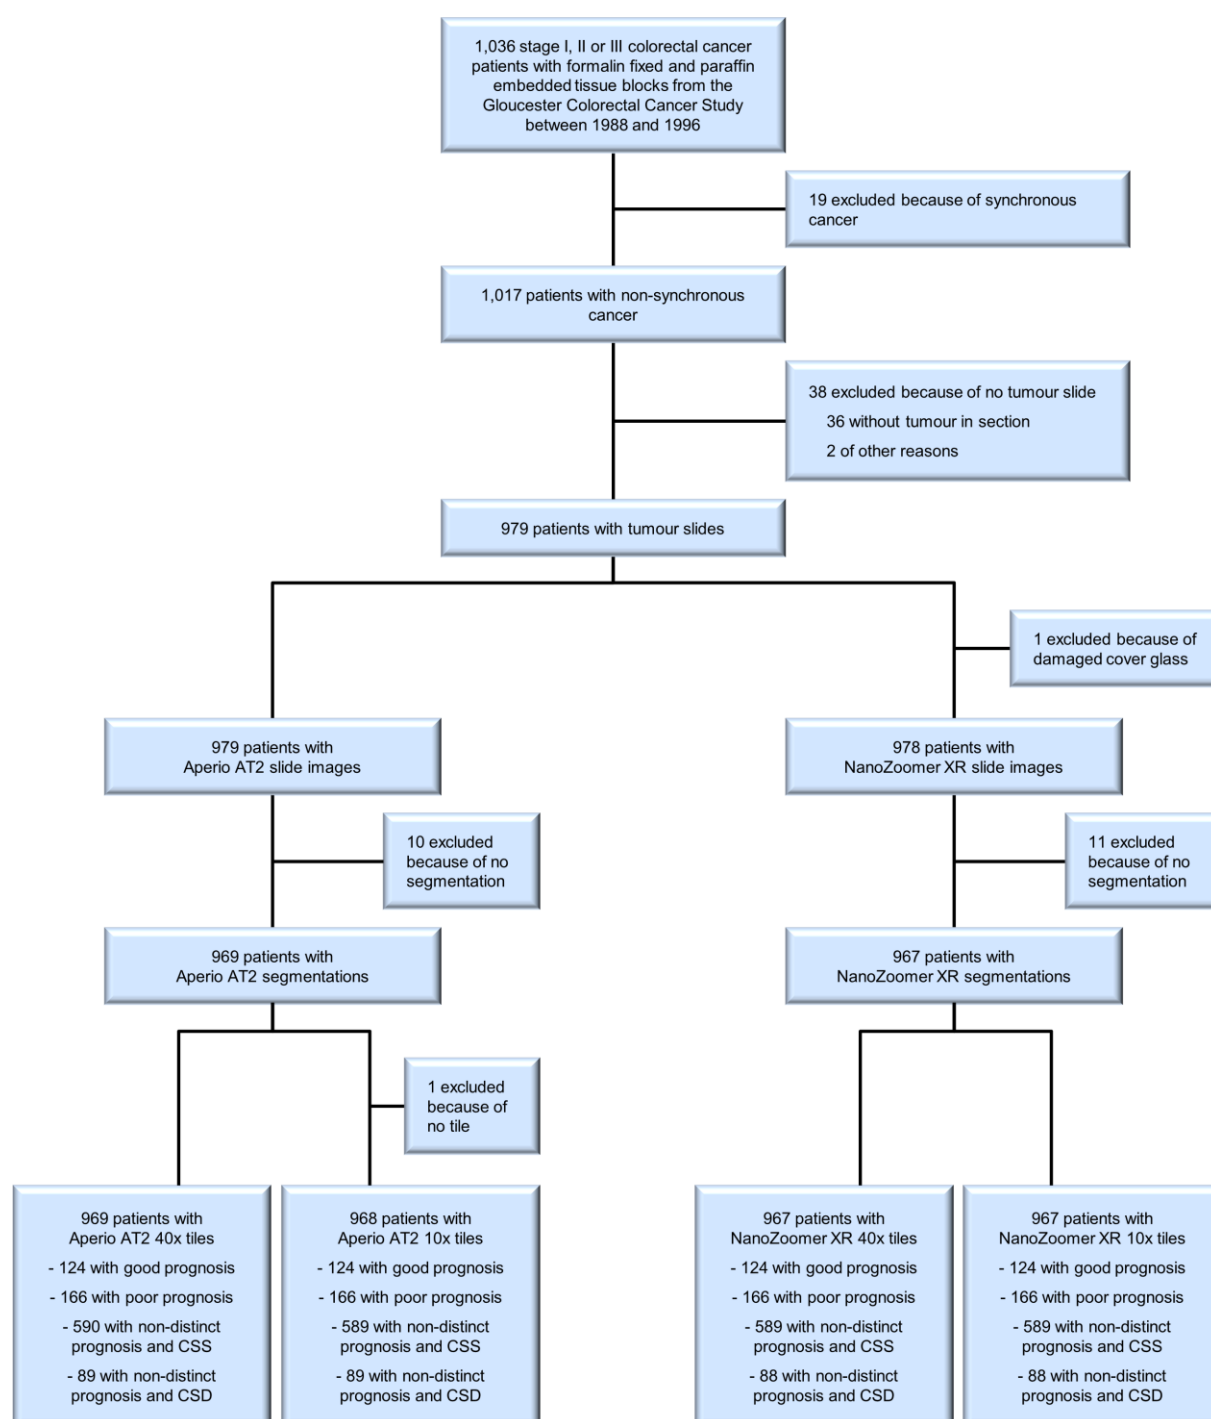 1,036 stage I, II or III colorectal cancer
patients with formalin fixed and paraffin
embedded tissue blocks from the
Gloucester Colorectal Cancer Study
between 1988 and 1996
19 excluded because of synchronous
cancer
1,017 patients with non-synchronous
cancer
38 excluded because of no tumour slide
36 without tumour in section
2 of other reasons
979 patients with tumour slides
1 excluded because of
damaged cover glass
979 patients with
Aperio AT2 slide images
978 patients with
NanoZoomer XR slide images
10 excluded
because of no
segmentation
11 excluded
because of no
segmentation
969 patients with
Aperio AT2 segmentations
967 patients with
NanoZoomer XR segmentations
1 excluded
because of
no tile
969 patients with
Aperio AT2 40x tiles
- 124 with good prognosis
- 166 with poor prognosis
- 590 with non-distinct
prognosis and CSS
- 89 with non-distinct
prognosis and CSD
968 patients with
Aperio AT2 10x tiles
- 124 with good prognosis
- 166 with poor prognosis
- 589 with non-distinct
prognosis and CSS
- 89 with non-distinct
prognosis and CSD
967 patients with
NanoZoomer XR 40x tiles
- 124 with good prognosis
- 166 with poor prognosis
- 589 with non-distinct
prognosis and CSS
- 88 with non-distinct
prognosis and CSD
967 patients with
NanoZoomer XR 10x tiles
- 124 with good prognosis
- 166 with poor prognosis
- 589 with non-distinct
prognosis and CSS
- 88 with non-distinct
prognosis and CSD